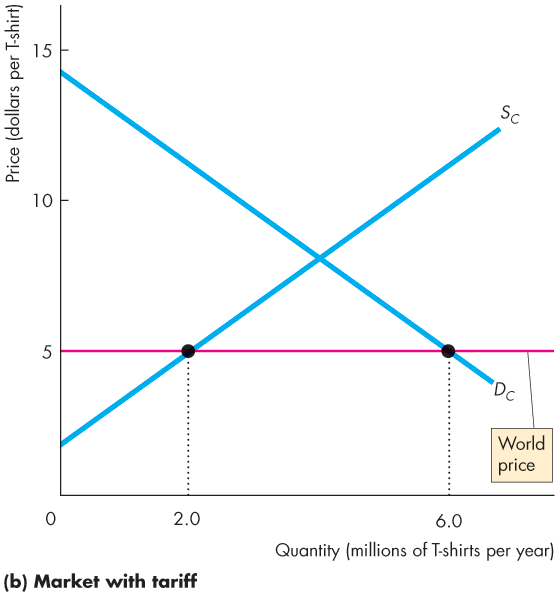 Price (dollars per T-shirt)
15
10
5
S_C
D_C
World
price
0
2.0
6.0
Quantity (millions of T-shirts per year)
(b) Market with tariff